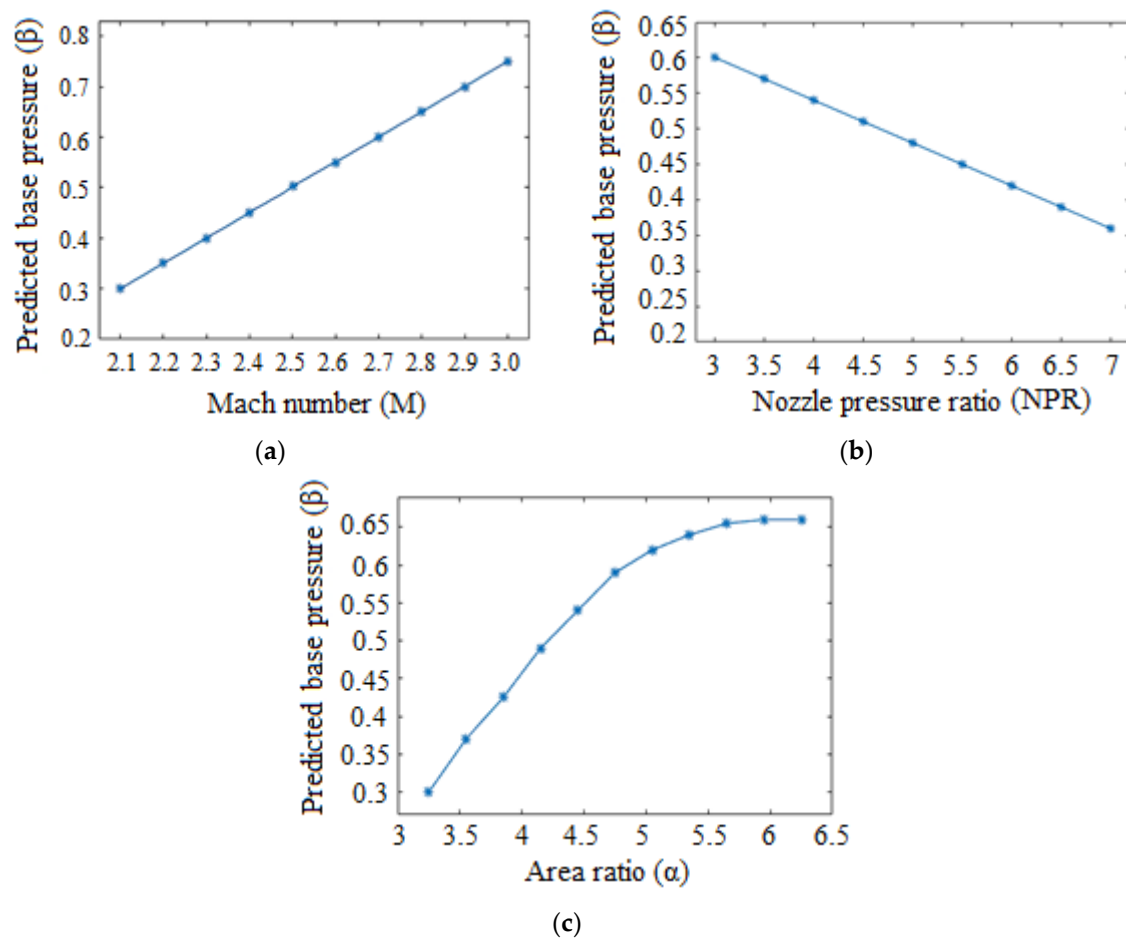 Predicted base pressure (β)
0.8
0.7
0.6
0.5
0.4
0.3
0.2
2.1 2.2 2.3 2.4 2.5 2.6 2.7 2.8 2.9 3.0
Mach number (M)
(a)
Predicted base pressure (β)
0.65
0.6
0.55
0.5
0.45
0.4
0.35
0.3
0.25
0.2
3 3.5 4 4.5 5 5.5 6 6.5 7
Nozzle pressure ratio (NPR)
(b)
Predicted base pressure (β)
0.65
0.6
0.55
0.5
0.45
0.4
0.35
0.3
3 3.5 4 4.5 5 5.5 6 6.5
Area ratio (α)
(c)